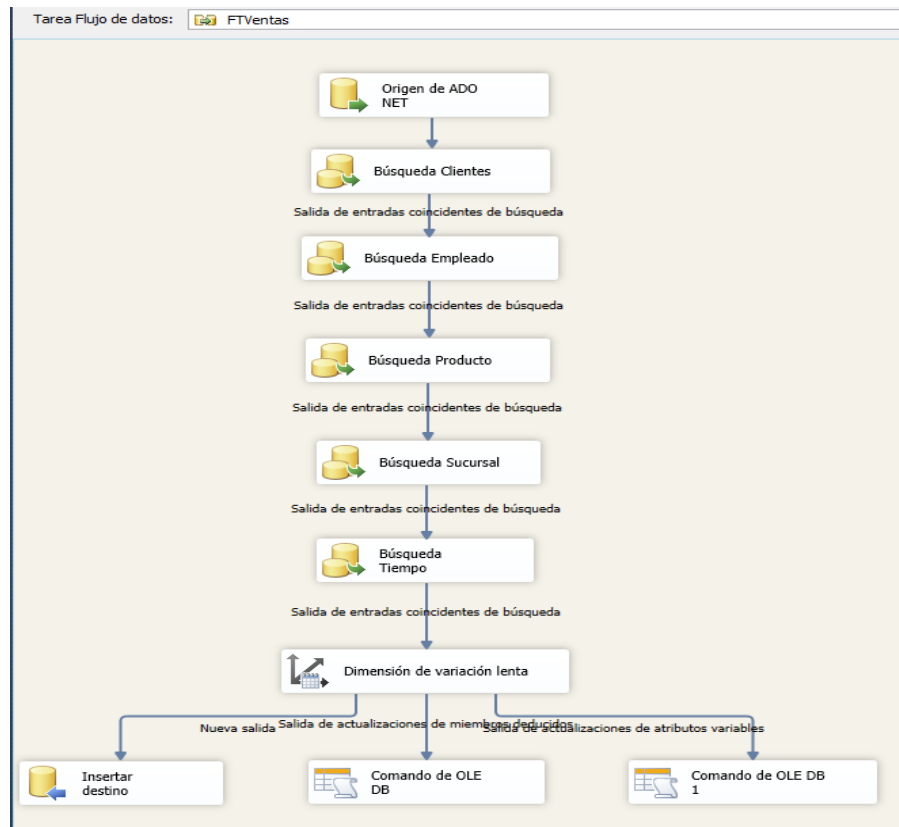 Tarea Flujo de datos: FTVentas
Origen de ADO
NET
Búsqueda Clientes
Salida de entradas coincidentes de búsqueda
Búsqueda Empleado
Salida de entradas coincidentes de búsqueda
Búsqueda Producto
Salida de entradas coincidentes de búsqueda
Búsqueda Sucursal
Salida de entradas coincidentes de búsqueda
Búsqueda
Tiempo
Salida de entradas coincidentes de búsqueda
Dimensión de variación lenta
Nueva salida
Salida de actualizaciones de miembros deducidos
Salida de actualizaciones de atributos variables
Insertar
destino
Comando de OLE
DB
Comando de OLE DB
1